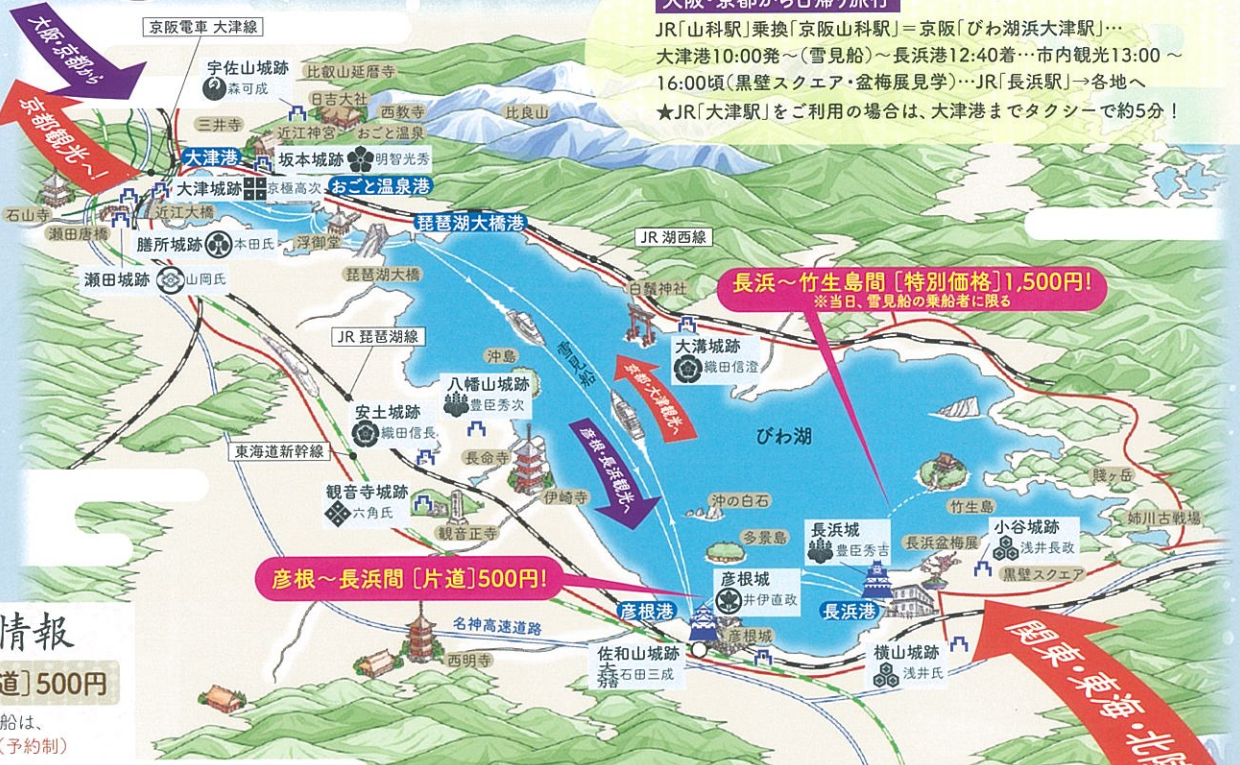 大阪・京都から日帰り旅行
JR「山科駅」乗換「京阪山科駅」＝京阪「びわ湖浜大津駅」…
大津港10:00発〜(雪見船)〜長浜港12:40着…市内観光13:00〜
16:00頃(黒壁スクエア・盆梅展見学)…JR「長浜駅」→各地へ
★JR「大津駅」をご利用の場合は、大津港までタクシーで約5分！
大阪・京都から
京都観光へ！
京阪電車 大津線
宇佐山城跡
森可成
比叡山延暦寺
日吉大社
西教寺
三井寺
近江神宮
おごと温泉
比良山
大津港
坂本城跡
明智光秀
大津城跡
京極高次
おごと温泉港
石山寺
近江大橋
瀬田唐橋
琵琶湖大橋港
膳所城跡
本田氏
浮御堂
JR 湖西線
瀬田城跡
山岡氏
琵琶湖大橋
白鬚神社
長浜〜竹生島間［特別価格］1,500円！
※当日、雪見船の乗船者に限る
JR 琵琶湖線
大溝城跡
織田信澄
沖島
雪見船
京都・大津観光へ
八幡山城跡
豊臣秀次
安土城跡
織田信長
びわ湖
東海道新幹線
長命寺
彦根・長浜観光へ
伊崎寺
観音寺城跡
六角氏
観音正寺
沖の白石
竹生島
賤ヶ岳
姉川古戦場
多景島
長浜城
豊臣秀吉
長浜盆梅展
小谷城跡
浅井長政
黒壁スクエア
彦根〜長浜間［片道］500円！
彦根城
井伊直政
彦根港
長浜港
名神高速道路
彦根城
西明寺
佐和山城跡
石田三成
横山城跡
浅井氏
関東・東海・北陸
情報
道］500円
船は、
（予約制）